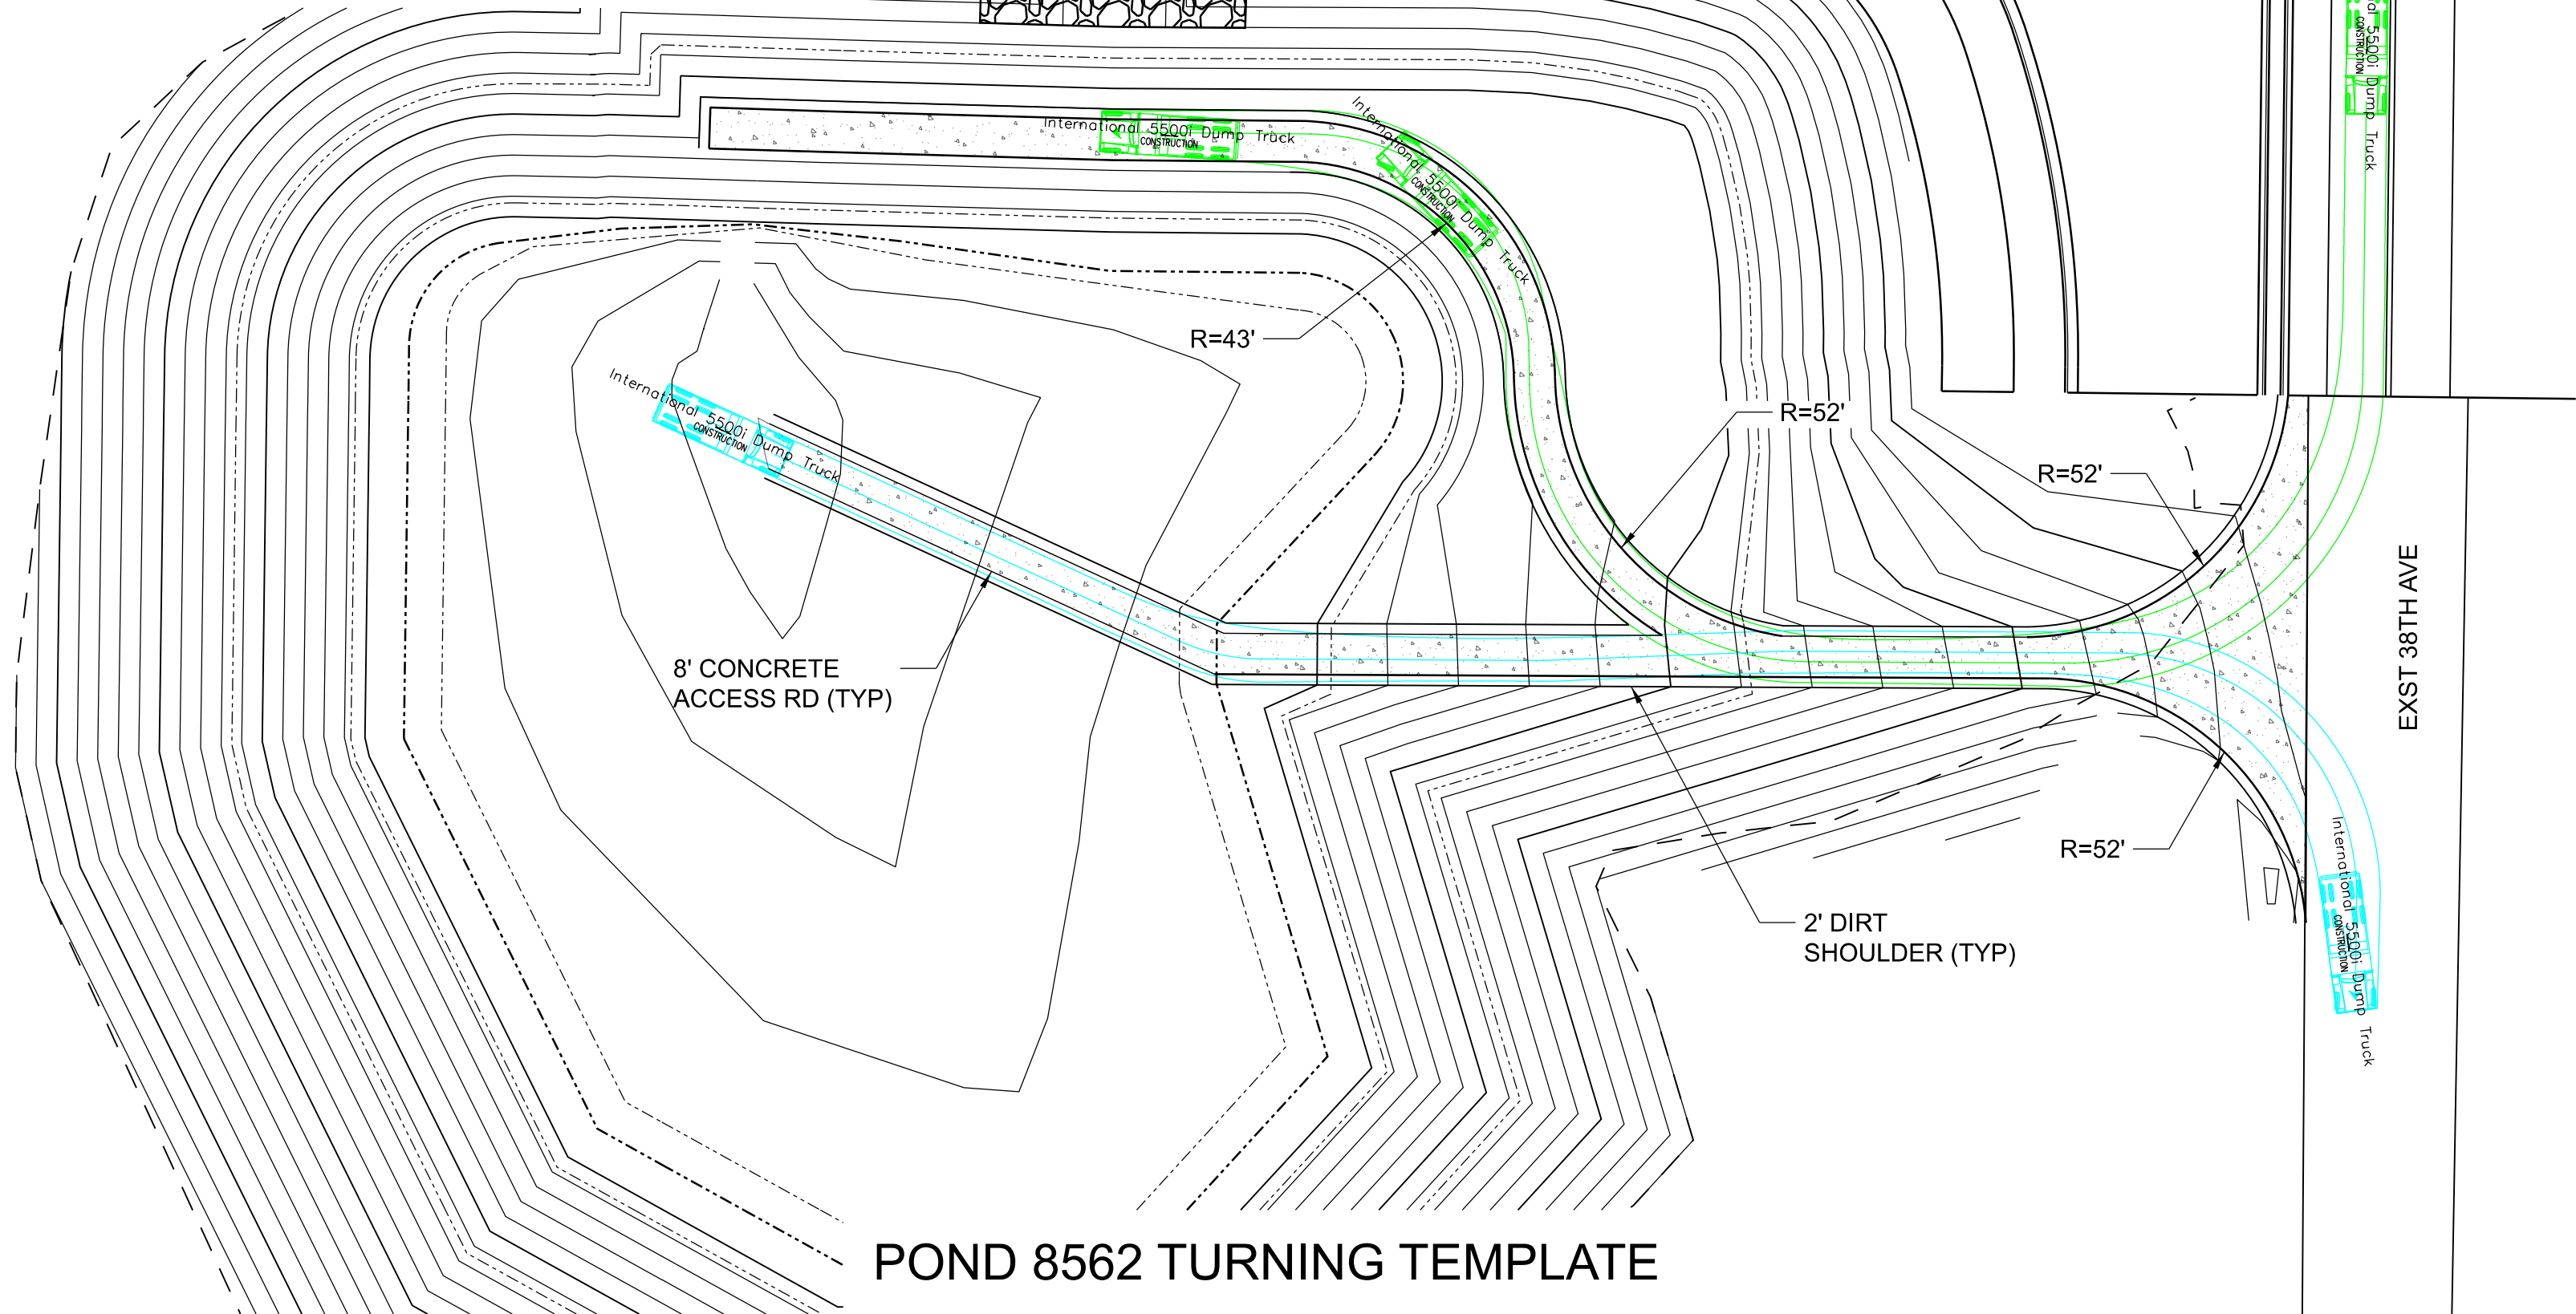 al 5500i Dump Truck
CONSTRUCTION
International 5500i Dump Truck
CONSTRUCTION
International 5500i Dump Truck
CONSTRUCTION
R=43'
International 5500i Dump Truck
CONSTRUCTION
R=52'
R=52'
EXST 38TH AVE
8' CONCRETE
ACCESS RD (TYP)
R=52'
International 5500i Dump Truck
CONSTRUCTION
2' DIRT
SHOULDER (TYP)
POND 8562 TURNING TEMPLATE